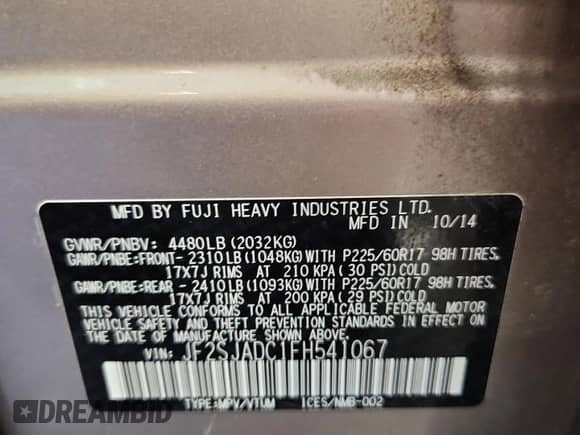 MFD BY FUJI HEAVY INDUSTRIES LTD.
MFD IN 10/14
GVWR/PNBV: 4480LB(2032KG)
GAWR/PNBE:FRONT- 2310LB(1048KG)WITH P225/60R17 98H TIRES,
17X7J RIMS AT 210 KPA(30 PSI)COLD
GAWR/PNBE:REAR - 2410LB(1093KG)WITH P225/60R17 98H TIRES,
17X7J RIMS AT 200 KPA(29 PSI)COLD
THIS VEHICLE CONFORMS TO ALL APPLICABLE FEDERAL MOTOR
VEHICLE SAFETY AND THEFT PREVENTION STANDARDS IN EFFECT ON
THE DATE OF MANUFACTURE SHOWN ABOVE.
VIN: JF2SJADC1FH541067
TYPE:MPV/VTUM ICES/NMB-002
DREAMBID